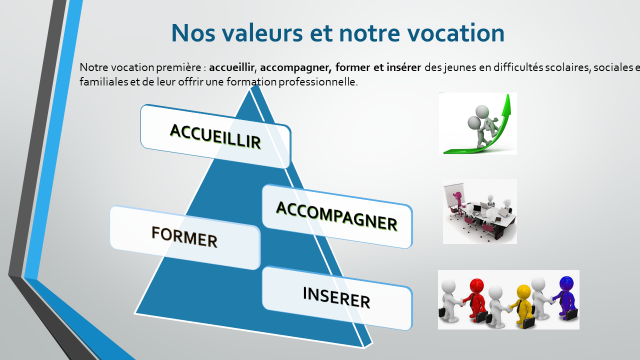 Nos valeurs et notre vocation
Notre vocation première : accueillir, accompagner, former et insérer des jeunes en difficultés scolaires, sociales e
familiales et de leur offrir une formation professionnelle.
ACCUEILLIR
ACCOMPAGNER
FORMER
INSERER